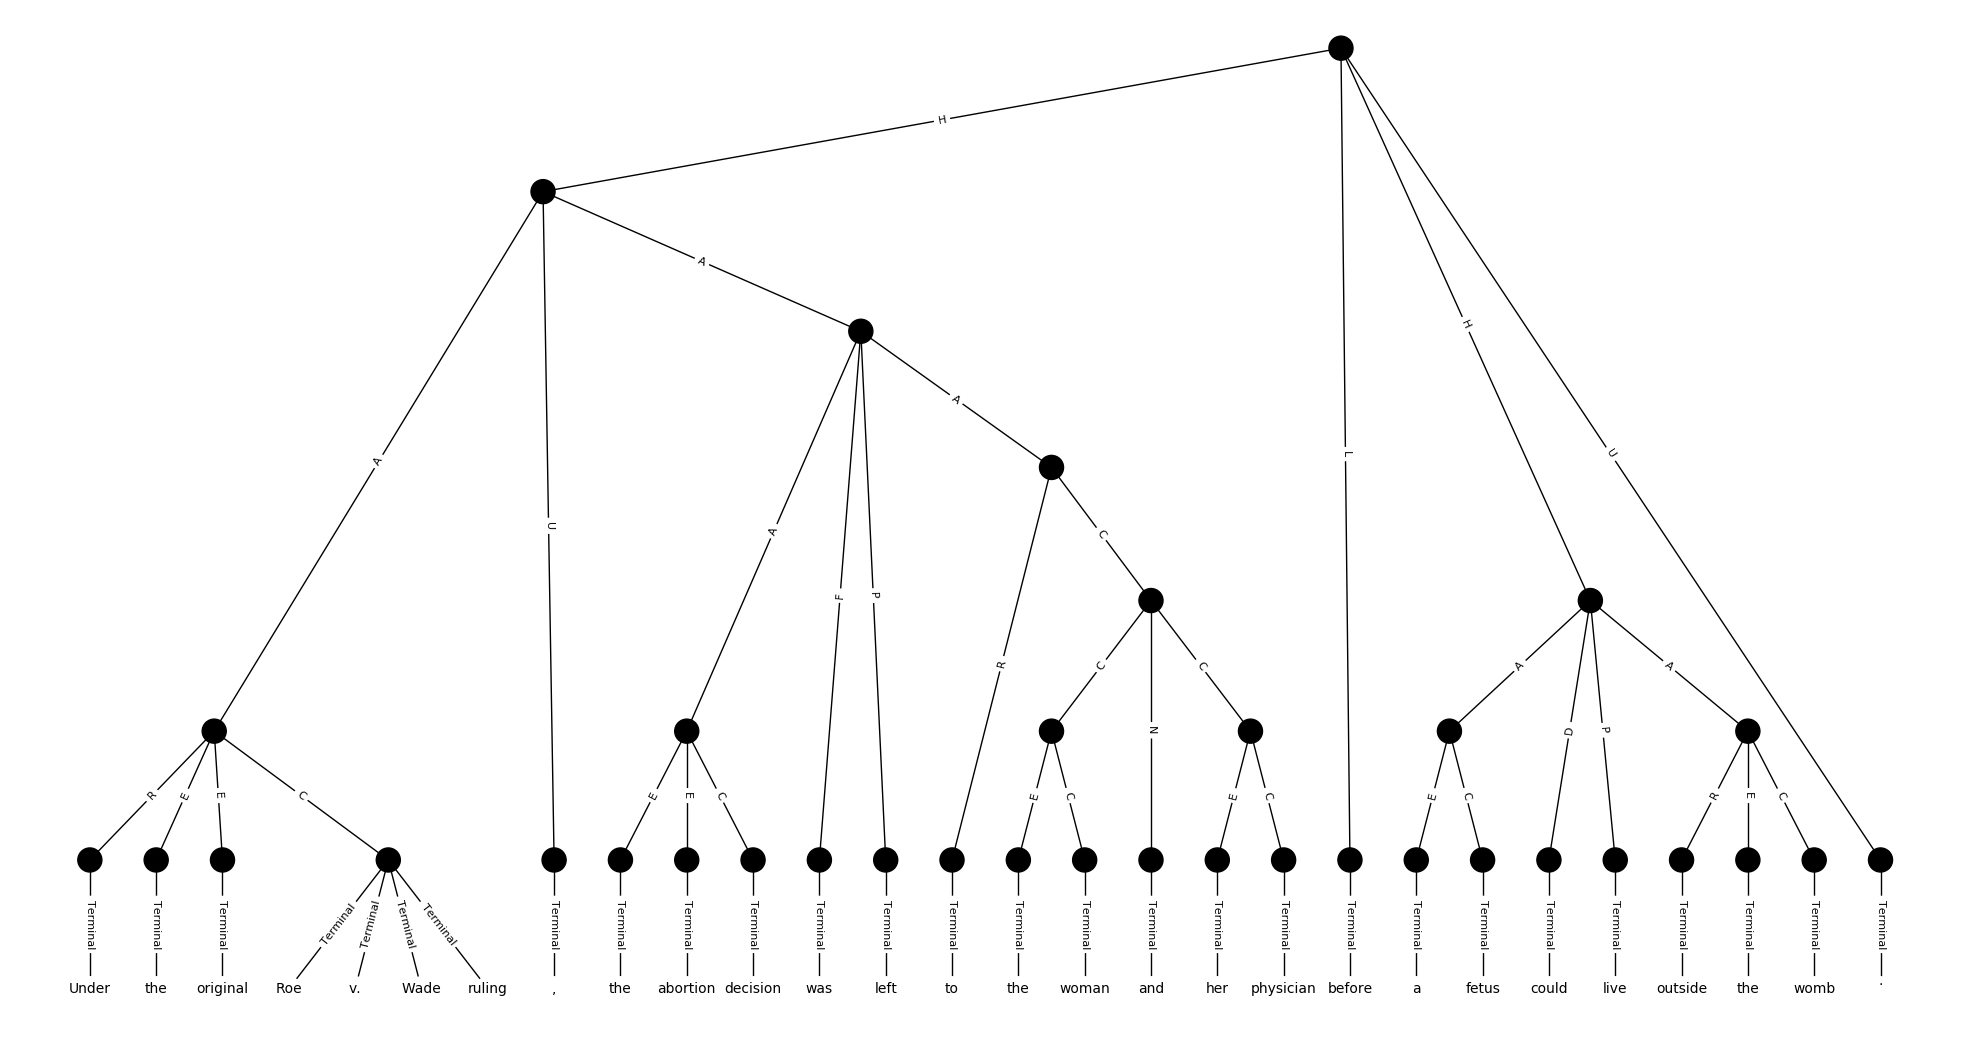 H
A
A
A
H
L
U
A
U
A
C
F
P
R
C
C
A
A
N
D
P
R
E
E
C
E
E
C
E
C
E
C
E
C
R
E
C
Terminal Terminal Terminal Terminal Terminal Terminal Terminal Terminal Terminal Terminal Terminal Terminal Terminal Terminal Terminal Terminal Terminal Terminal Terminal Terminal Terminal Terminal Terminal Terminal Terminal Terminal Terminal Terminal
Under the original Roe v. Wade ruling , the abortion decision was left to the woman and her physician before a fetus could live outside the womb .